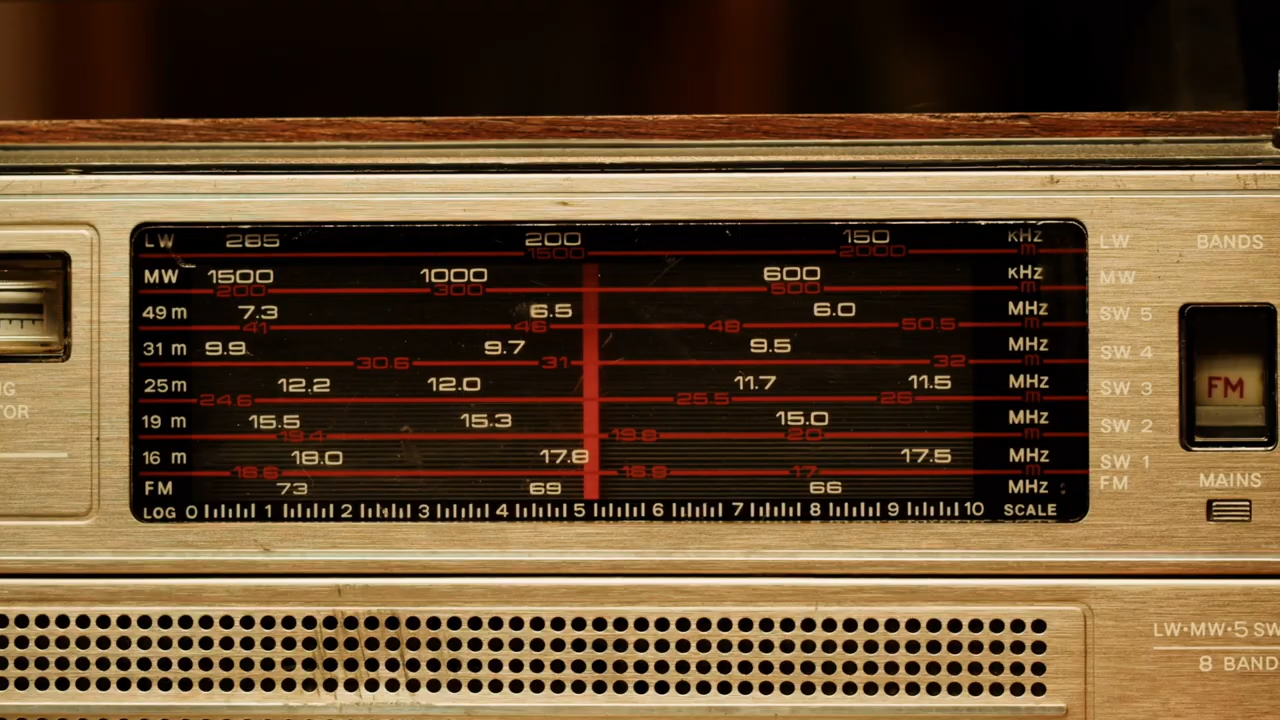 LW 285 200 150 KHz LW BANDS
1500 2000 m
MW 1500 1000 600 KHz MW
200 300 500 m
49 m 7.3 6.5 6.0 MHz SW 5
41 46 48 50.5 m
31 m 9.9 9.7 9.5 MHz SW 4
30.6 31 32 m
25 m 12.2 12.0 11.7 11.5 MHz SW 3
FM
24.6 25.5 26 m
19 m 15.5 15.3 15.0 MHz SW 2
19.4 19.8 20 m
16 m 18.0 17.8 17.5 MHz SW 1
16.6 16.8 17 m
FM 73 69 66 MHz FM MAINS
LOG 0 1 2 3 4 5 6 7 8 9 10 SCALE
LW·MW·5 SW
8 BAND